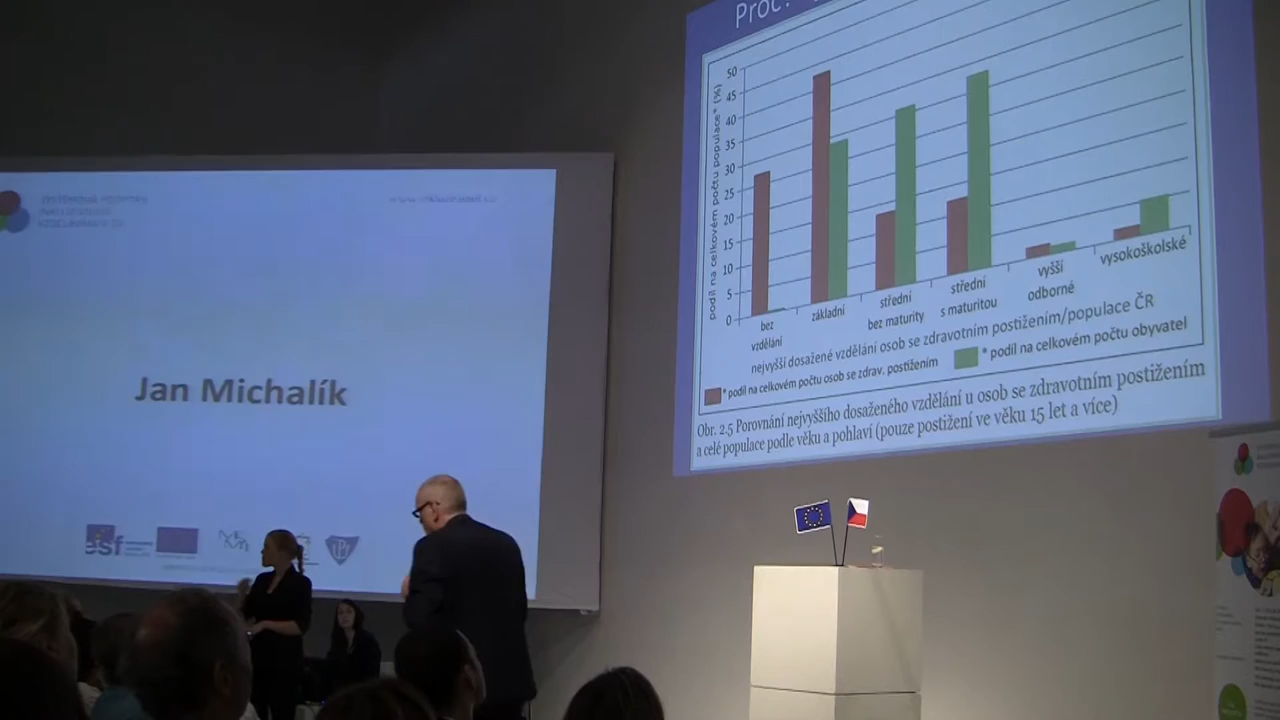 Jan Michalík
esf
Proč?
podíl na celkovém počtu populace* (%)
50
45
40
35
30
25
20
15
10
5
0
bez
vzdělání
základní
střední
bez maturity
střední
s maturitou
vyšší
odborné
vysokoškolské
nejvyšší dosažené vzdělání osob se zdravotním postižením/populace ČR
* podíl na celkovém počtu osob se zdrav. postižením
* podíl na celkovém počtu obyvatel
Obr. 2.5 Porovnání nejvyššího dosaženého vzdělání u osob se zdravotním postižením
a celé populace podle věku a pohlaví (pouze postižení ve věku 15 let a více)